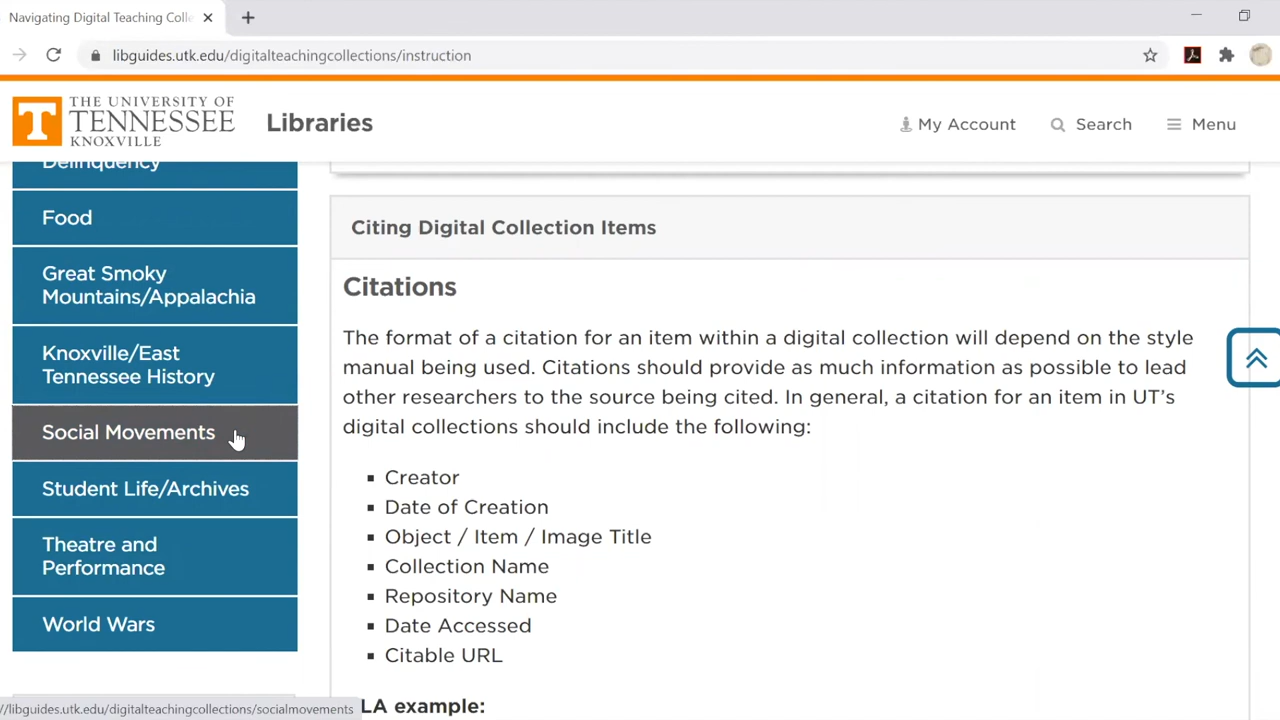 Navigating Digital Teaching Colle
libguides.utk.edu/digitalteachingcollections/instruction
THE UNIVERSITY OF
TENNESSEE
KNOXVILLE
Libraries
My Account
Search
Menu
Delinquency
Food
Great Smoky
Mountains/Appalachia
Knoxville/East
Tennessee History
Social Movements
Student Life/Archives
Theatre and
Performance
World Wars
Citing Digital Collection Items
Citations
The format of a citation for an item within a digital collection will depend on the style
manual being used. Citations should provide as much information as possible to lead
other researchers to the source being cited. In general, a citation for an item in UT's
digital collections should include the following:
Creator
Date of Creation
Object / Item / Image Title
Collection Name
Repository Name
Date Accessed
Citable URL
LA example:
//libguides.utk.edu/digitalteachingcollections/socialmovements